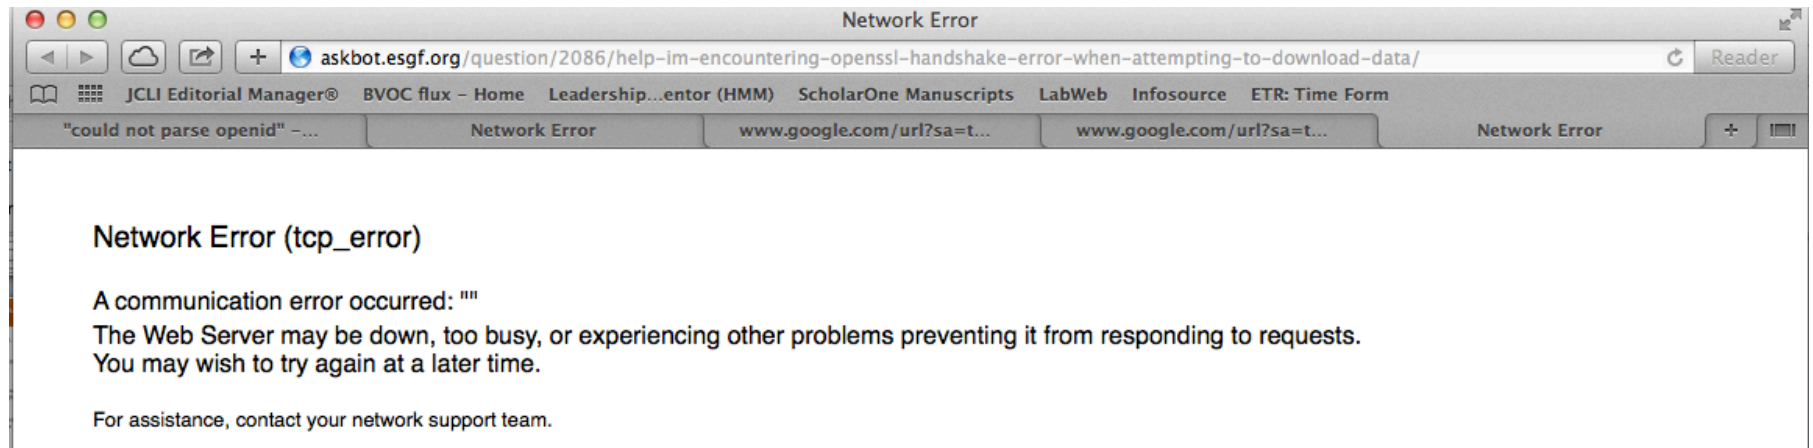 Network Error
askbot.esgf.org/question/2086/help-im-encountering-openssl-handshake-error-when-attempting-to-download-data/
Reader
JCLI Editorial Manager® BVOC flux - Home Leadership...entor (HMM) ScholarOne Manuscripts LabWeb Infosource ETR: Time Form
"could not parse openid" -... Network Error www.google.com/url?sa=t... www.google.com/url?sa=t... Network Error
Network Error (tcp_error)
A communication error occurred: ""
The Web Server may be down, too busy, or experiencing other problems preventing it from responding to requests.
You may wish to try again at a later time.
For assistance, contact your network support team.